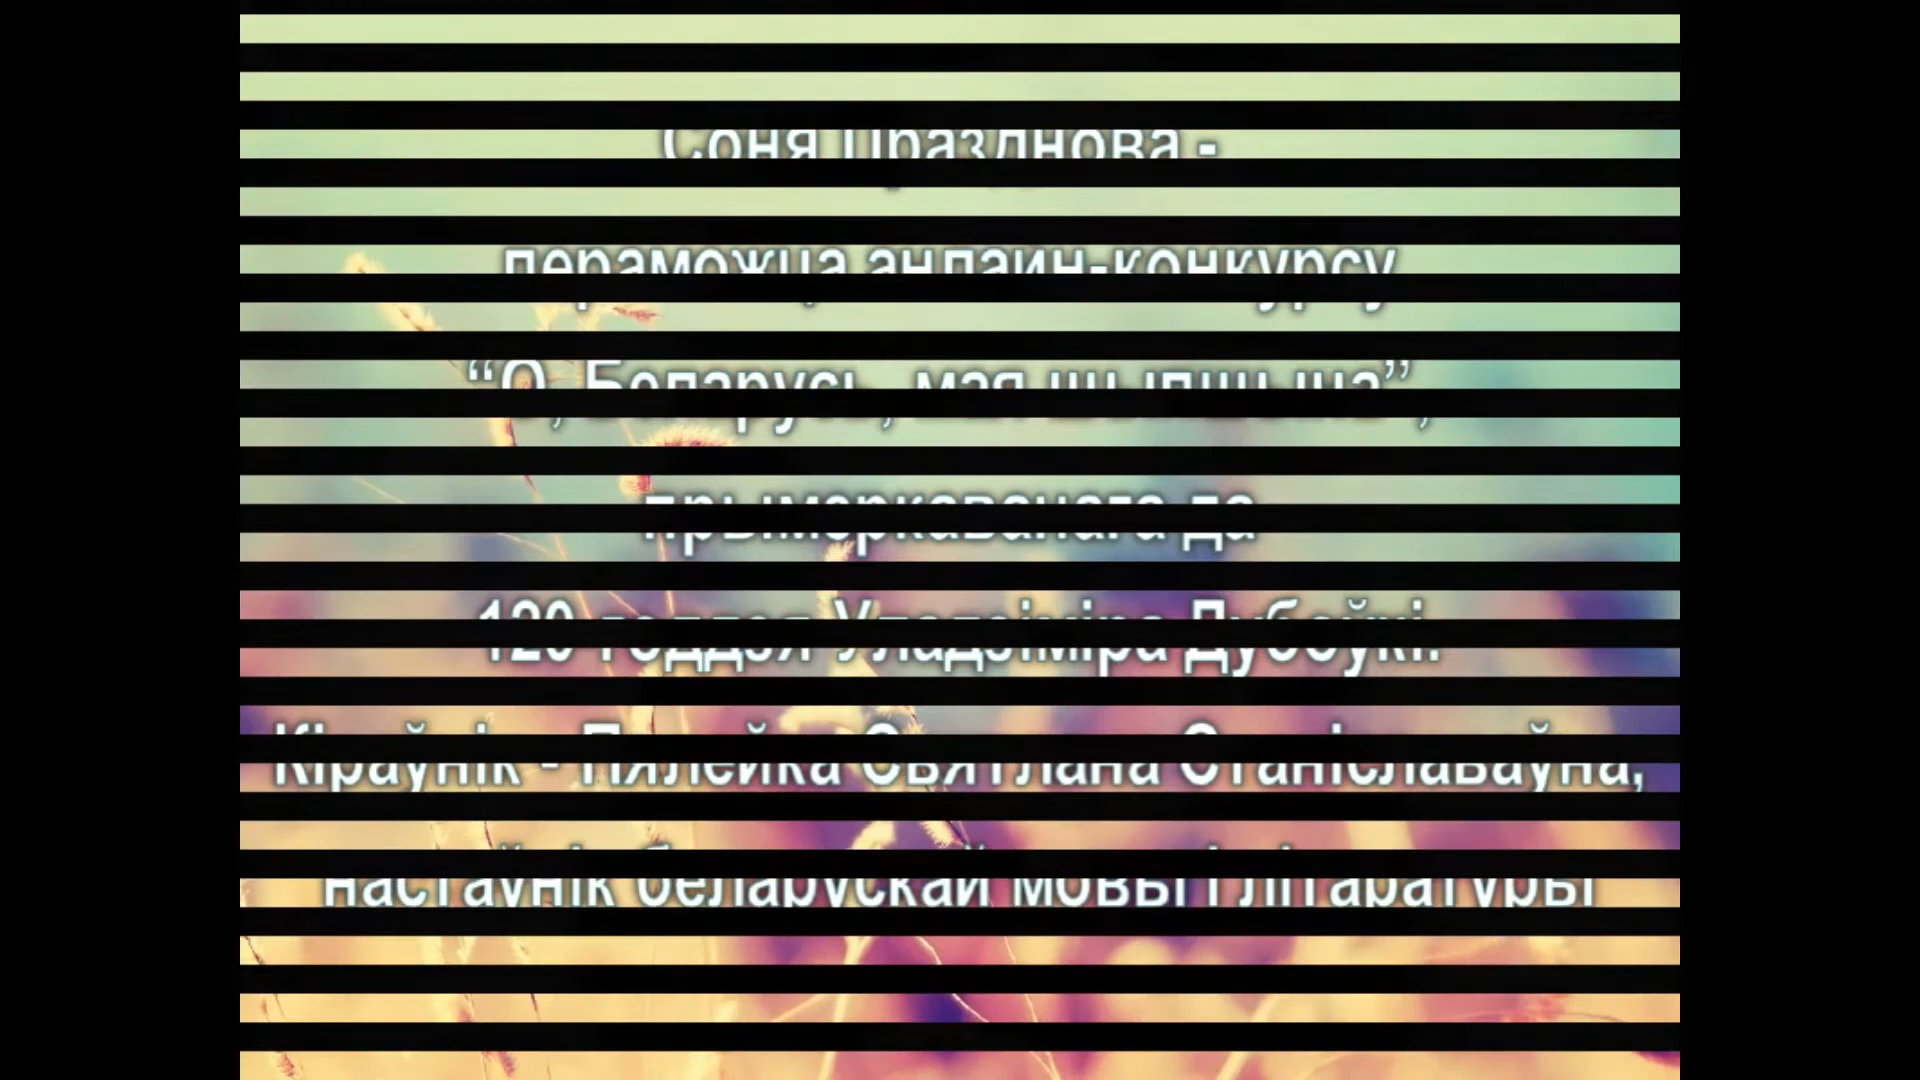 Соня Празднова -
пераможца анлайн-конкурсу
“О, Беларусь, мая шыпшына”,
прымеркаванага да
120-годдзя Уладзіміра Дубоўкі.
Кіраўнік - Пялейка Святлана Станіславаўна,
настаўнік беларускай мовы і літаратуры